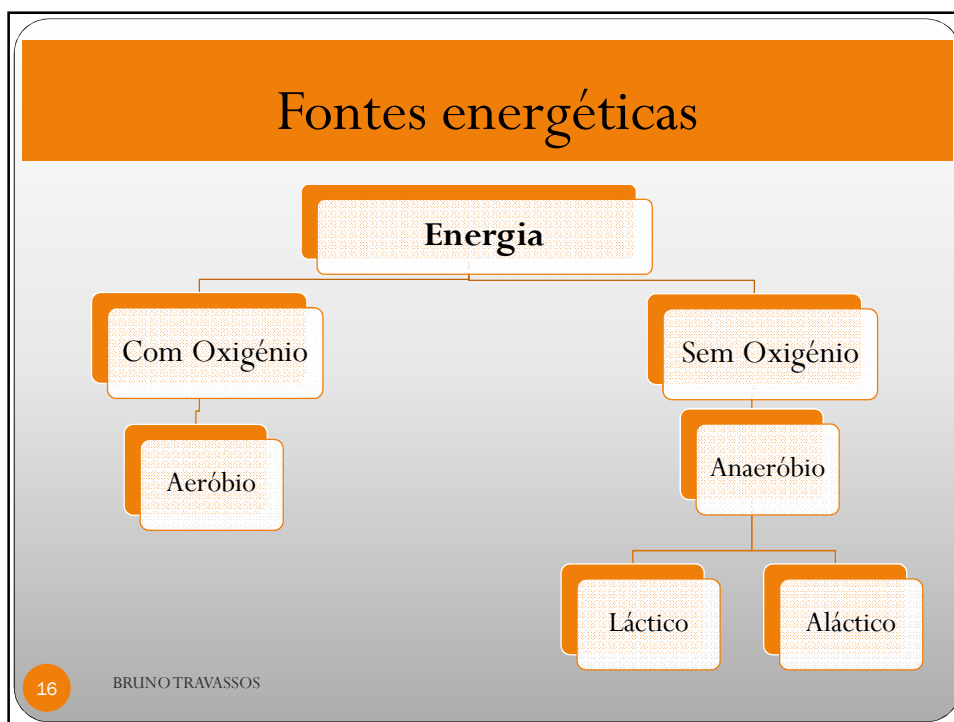 Fontes energéticas
Energia
Com Oxigénio
Sem Oxigénio
Aeróbio
Anaeróbio
Láctico
Aláctico
16
BRUNO TRAVASSOS